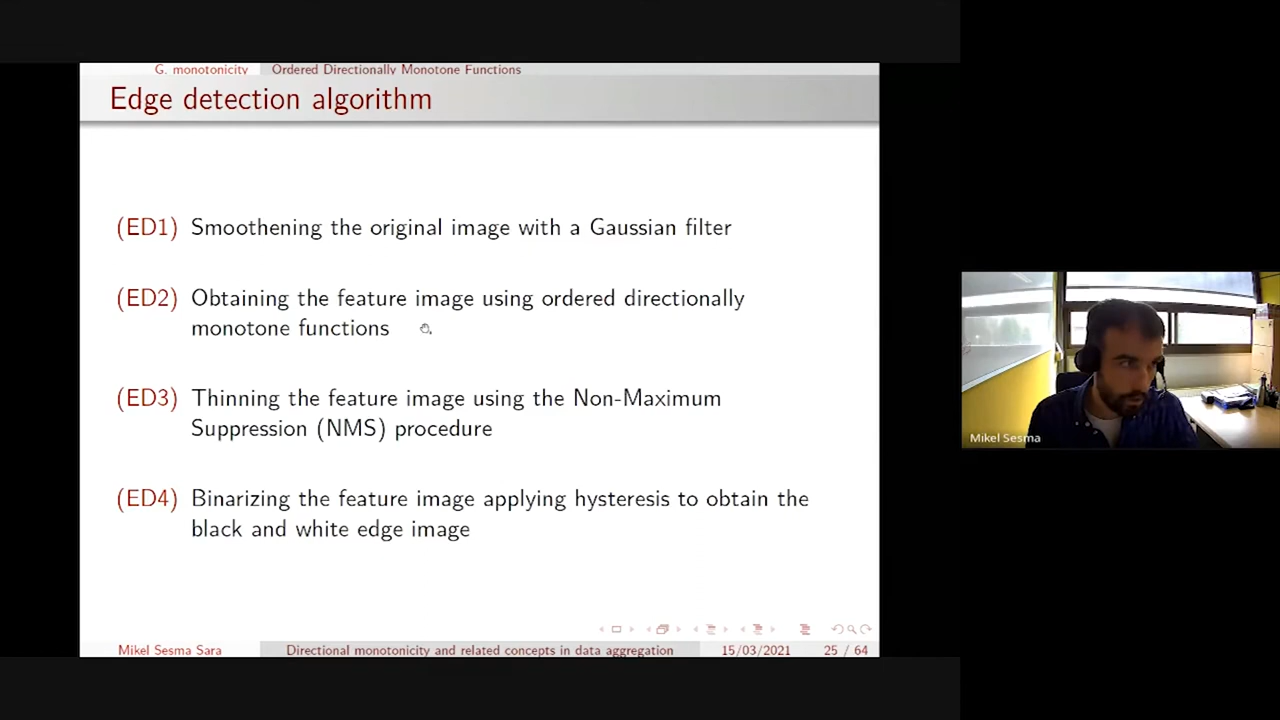 G. monotonicity Ordered Directionally Monotone Functions
Edge detection algorithm
(ED1) Smoothening the original image with a Gaussian filter
(ED2) Obtaining the feature image using ordered directionally
monotone functions
(ED3) Thinning the feature image using the Non-Maximum
Suppression (NMS) procedure
(ED4) Binarizing the feature image applying hysteresis to obtain the
black and white edge image
Mikel Sesma
Mikel Sesma Sara Directional monotonicity and related concepts in data aggregation 15/03/2021 25 / 64